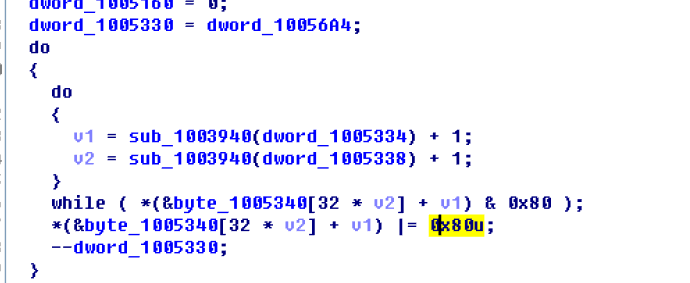 dword_1005160 = 0;
dword_1005330 = dword_10056A4;
do
{
do
{
v1 = sub_1003940(dword_1005334) + 1;
v2 = sub_1003940(dword_1005338) + 1;
}
while ( *(&byte_1005340[32 * v2] + v1) & 0x80 );
*(&byte_1005340[32 * v2] + v1) |= 0x80u;
--dword_1005330;
}